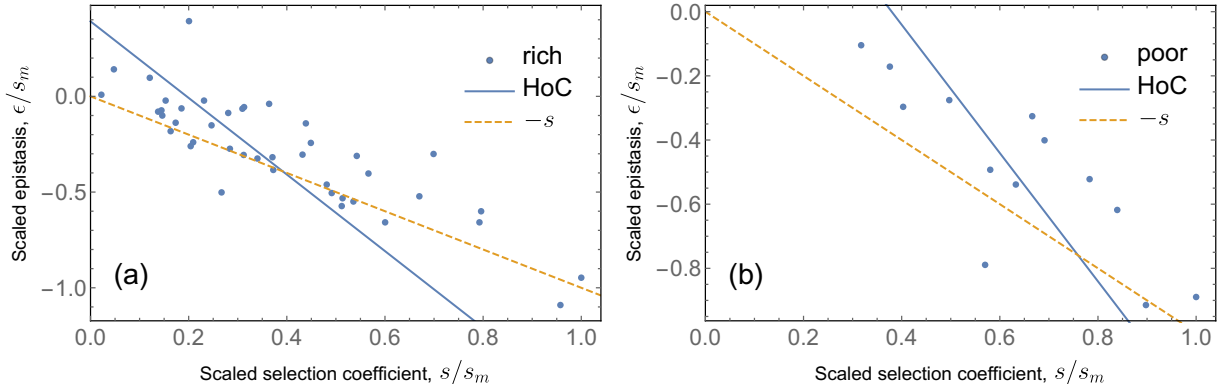 Scaled epistasis, ϵ/s_m
0.0
−0.5
−1.0
rich
HoC
−s
(a)
0.0 0.2 0.4 0.6 0.8 1.0
Scaled selection coefficient, s/s_m
Scaled epistasis, ϵ/s_m
0.0
−0.2
−0.4
−0.6
−0.8
poor
HoC
−s
(b)
0.0 0.2 0.4 0.6 0.8 1.0
Scaled selection coefficient, s/s_m